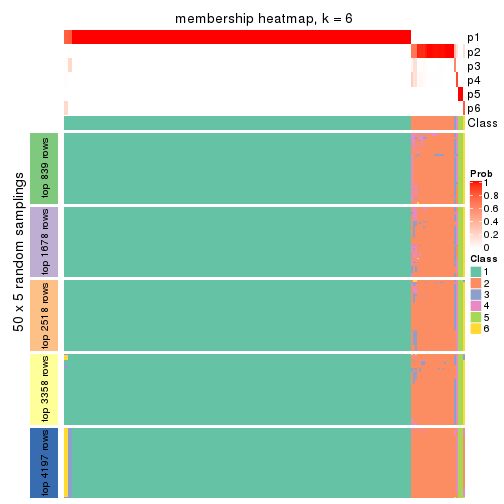 membership heatmap, k = 6
p1
p2
p3
p4
p5
p6
Class
50 x 5 random samplings
top 839 rows
top 1678 rows
top 2518 rows
top 3358 rows
top 4197 rows
Prob
1
0.8
0.6
0.4
0.2
0
Class
1
2
3
4
5
6